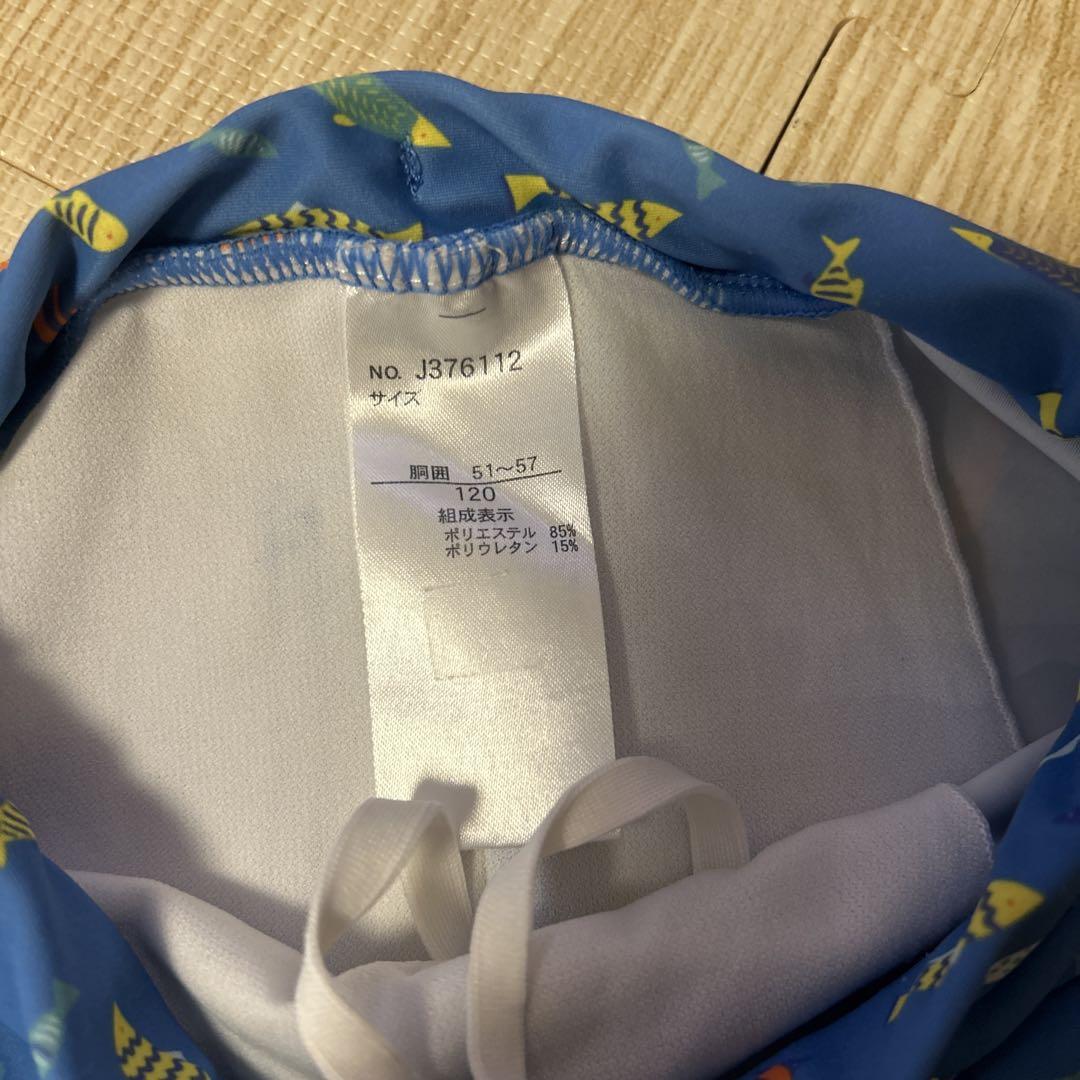 NO. J376112
サイズ
胴囲 51〜57
120
組成表示
ポリエステル 85%
ポリウレタン 15%